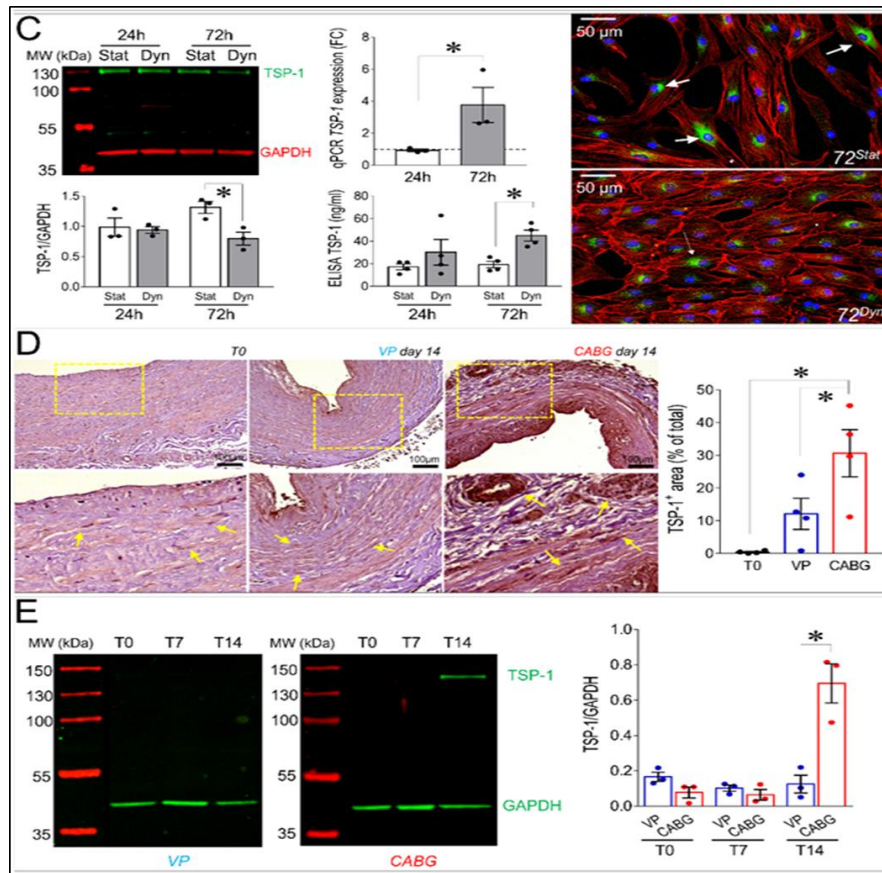 C
24h 72h
MW (kDa) Stat Dyn Stat Dyn
130 TSP-1
100
55
GAPDH
35
TSP-1/GAPDH
1.5
1.0
0.5
0.0
*
Stat Dyn Stat Dyn
24h 72h
qPCR TSP-1 expression (FC)
8
6
4
2
0
*
24h 72h
ELISA TSP-1 (ng/ml)
100
80
60
40
20
0
*
Stat Dyn Stat Dyn
24h 72h
50 µm
72Stat
50 µm
72Dyn
D
T0 VP day 14 CABG day 14
100µm 100µm 100µm
TSP-1+ area (% of total)
50
40
30
20
10
0
*
*
T0 VP CABG
E
MW (kDa) T0 T7 T14 MW (kDa) T0 T7 T14
150 150 TSP-1
130 130
100 100
55 55
GAPDH
35 35
VP CABG
TSP-1/GAPDH
1.0
0.8
0.6
0.4
0.2
0.0
*
VP CABG VP CABG VP CABG
T0 T7 T14